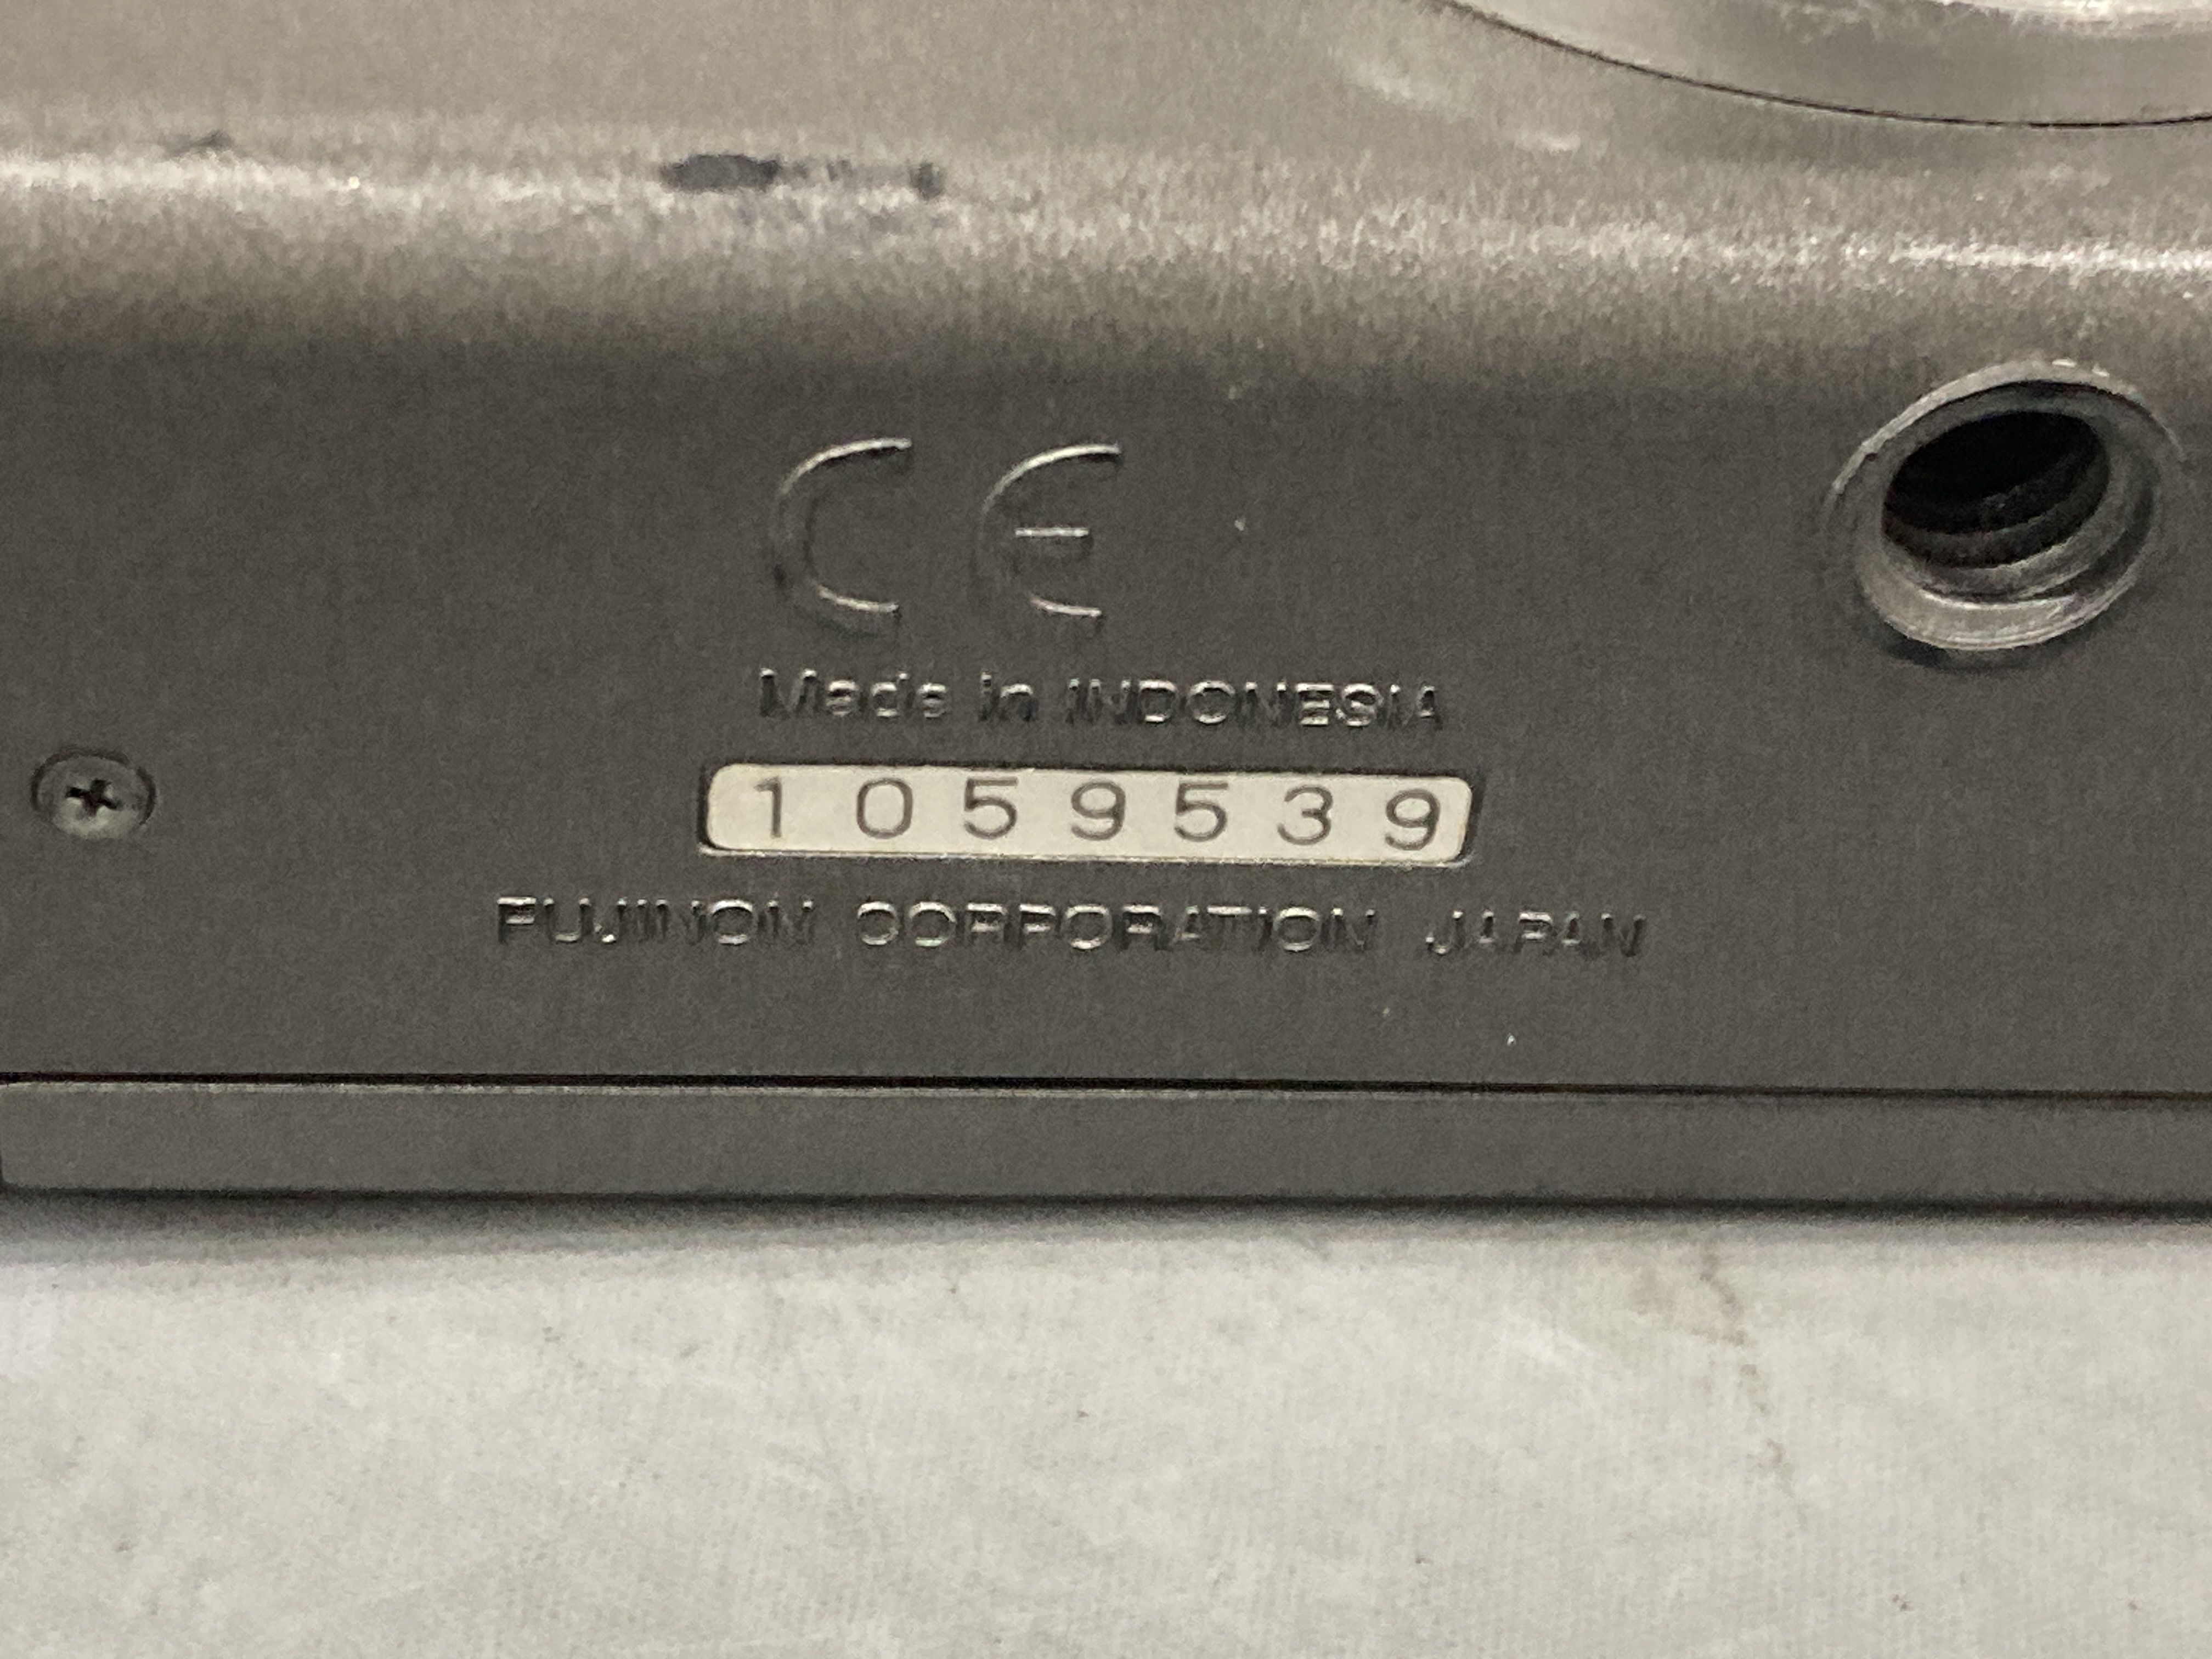 CE
Made in INDONESIA
1059539
FUJINON CORPORATION JAPAN